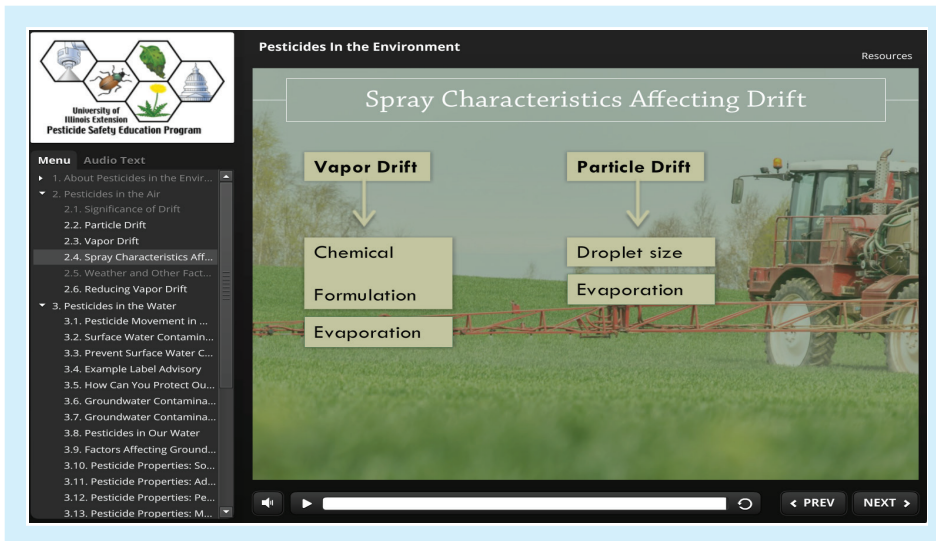 University of
Illinois Extension
Pesticide Safety Education Program
Pesticides In the Environment
Resources
Menu Audio Text
1. About Pesticides in the Envir...
2. Pesticides in the Air
2.1. Significance of Drift
2.2. Particle Drift
2.3. Vapor Drift
2.4. Spray Characteristics Aff...
2.5. Weather and Other Fact...
2.6. Reducing Vapor Drift
3. Pesticides in the Water
3.1. Pesticide Movement in ...
3.2. Surface Water Contamin...
3.3. Prevent Surface Water C...
3.4. Example Label Advisory
3.5. How Can You Protect Ou...
3.6. Groundwater Contamina...
3.7. Groundwater Contamina...
3.8. Pesticides in Our Water
3.9. Factors Affecting Ground...
3.10. Pesticide Properties: So...
3.11. Pesticide Properties: Ad...
3.12. Pesticide Properties: Pe...
3.13. Pesticide Properties: M...
Spray Characteristics Affecting Drift
Vapor Drift
Chemical
Formulation
Evaporation
Particle Drift
Droplet size
Evaporation
PREV
NEXT